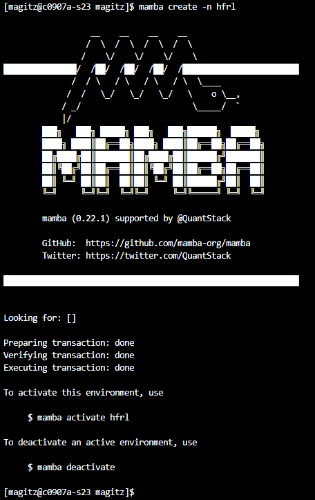 [magitz@c0907a-s23 magitz]$ mamba create -n hfrl
mamba
mamba (0.22.1) supported by @QuantStack
GitHub:  https://github.com/mamba-org/mamba
Twitter: https://twitter.com/QuantStack
Looking for: []
Preparing transaction: done
Verifying transaction: done
Executing transaction: done
To activate this environment, use
$ mamba activate hfrl
To deactivate an active environment, use
$ mamba deactivate
[magitz@c0907a-s23 magitz]$